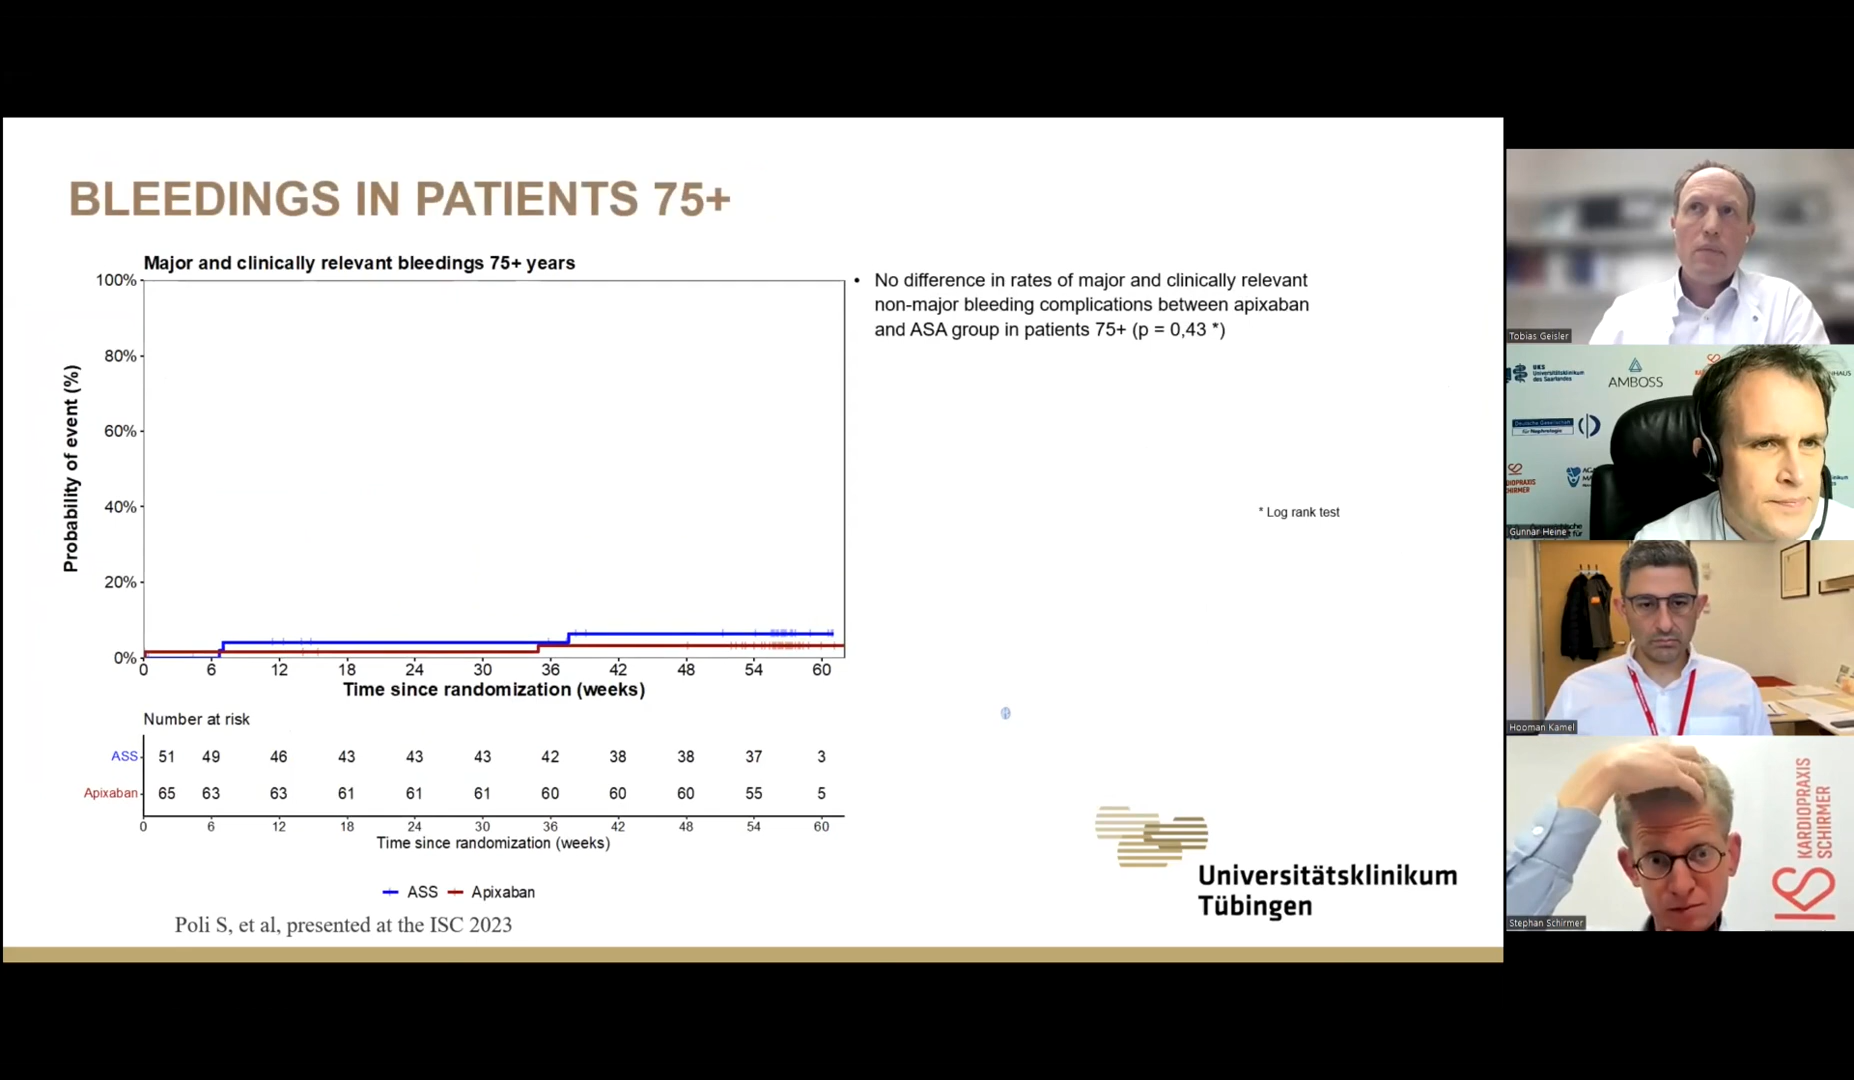 BLEEDINGS IN PATIENTS 75+
Major and clinically relevant bleedings 75+ years
Probability of event (%)
100%
80%
60%
40%
20%
0%
0 6 12 18 24 30 36 42 48 54 60
Time since randomization (weeks)
Number at risk
ASS 51 49 46 43 43 43 42 38 38 37 3
Apixaban 65 63 63 61 61 61 60 60 60 55 5
0 6 12 18 24 30 36 42 48 54 60
Time since randomization (weeks)
ASS Apixaban
Poli S, et al, presented at the ISC 2023
• No difference in rates of major and clinically relevant
non-major bleeding complications between apixaban
and ASA group in patients 75+ (p = 0,43 *)
* Log rank test
Universitätsklinikum
Tübingen
Tobias Geisler
UKS
Universitätsklinikum
des Saarlandes
AMBOSS
Deutsche Gesellschaft
für Nephrologie
Gunnar Heine
Hooman Kamel
KARDIOPRAXIS
SCHIRMER
Stephan Schirmer